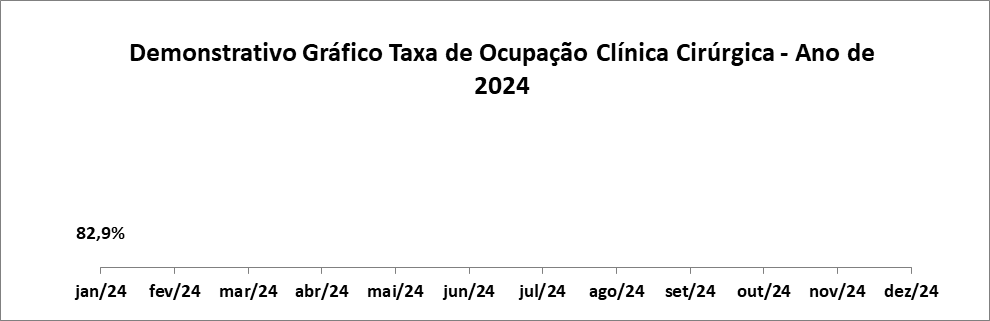 Demonstrativo Gráfico Taxa de Ocupação Clínica Cirúrgica - Ano de
2024
82,9%
jan/24 fev/24 mar/24 abr/24 mai/24 jun/24 jul/24 ago/24 set/24 out/24 nov/24 dez/24